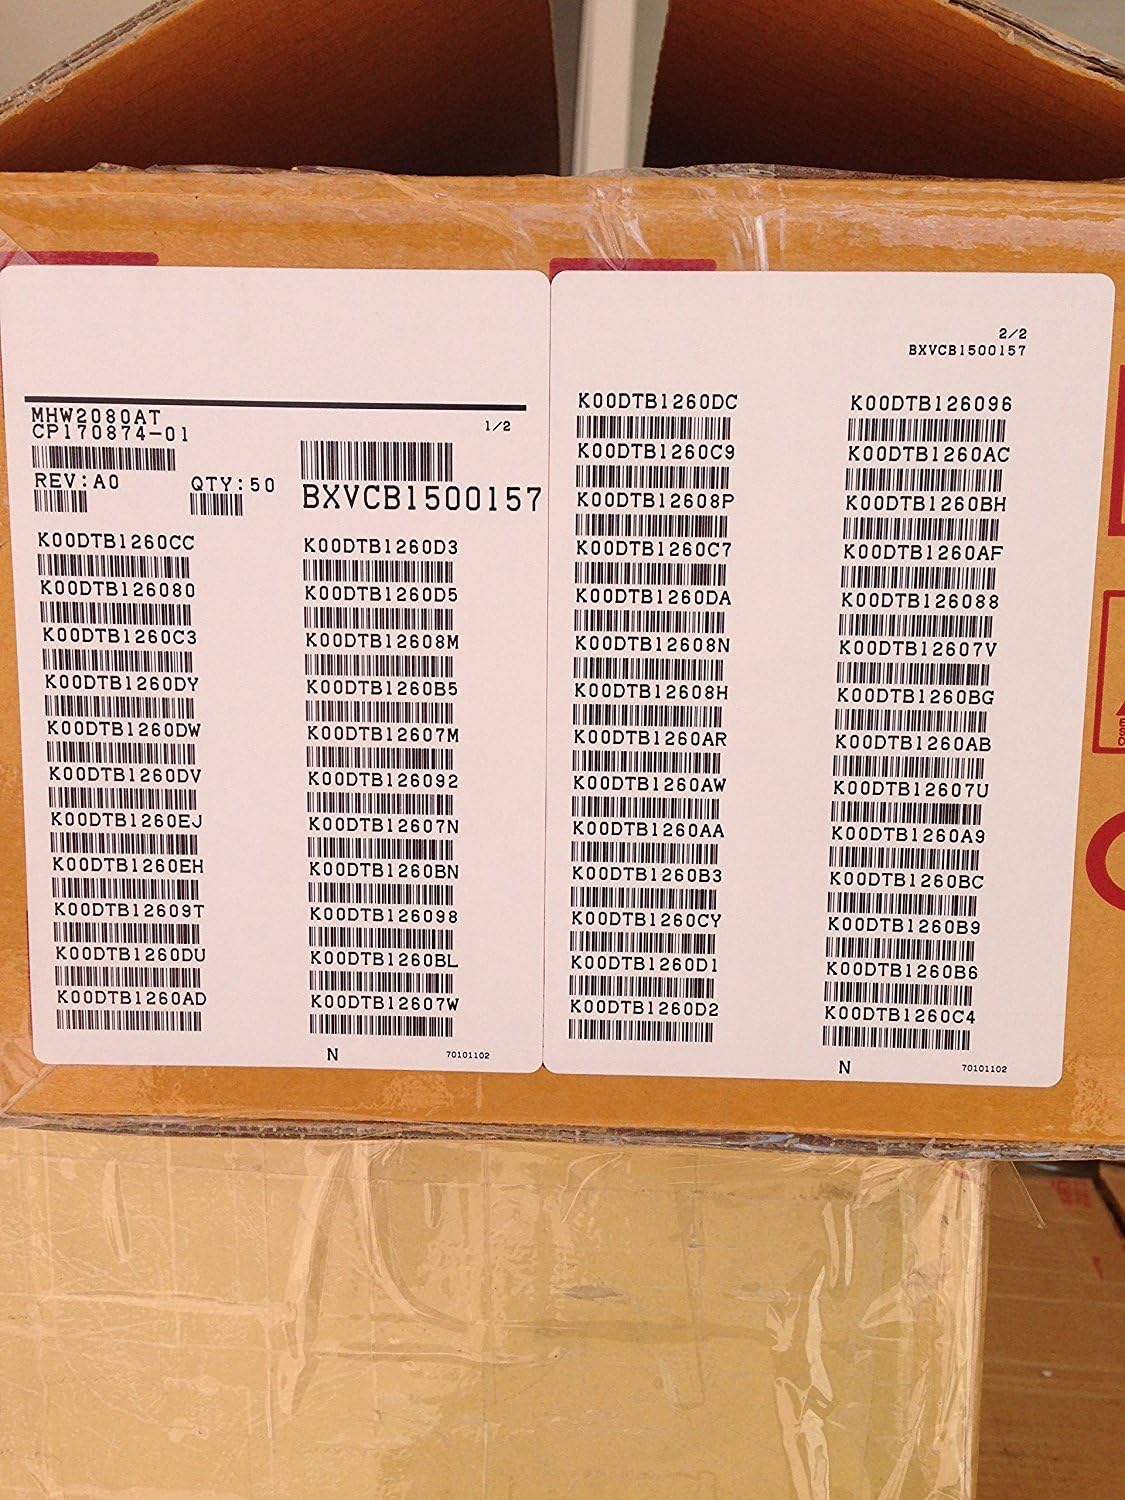 MHW2080AT
CP170874-01
1/2
REV:A0
QTY:50
BXVCB1500157
K00DTB1260CC
K00DTB126080
K00DTB1260C3
K00DTB1260DY
K00DTB1260DW
K00DTB1260DV
K00DTB1260EJ
K00DTB1260EH
K00DTB12609T
K00DTB1260DU
K00DTB1260AD
K00DTB1260D3
K00DTB1260D5
K00DTB12608M
K00DTB1260B5
K00DTB12607M
K00DTB126092
K00DTB12607N
K00DTB1260BN
K00DTB126098
K00DTB1260BL
K00DTB12607W
N
70101102
2/2
BXVCB1500157
K00DTB1260DC
K00DTB1260C9
K00DTB12608P
K00DTB1260C7
K00DTB1260DA
K00DTB12608N
K00DTB12608H
K00DTB1260AR
K00DTB1260AW
K00DTB1260AA
K00DTB1260B3
K00DTB1260CY
K00DTB1260D1
K00DTB1260D2
K00DTB126096
K00DTB1260AC
K00DTB1260BH
K00DTB1260AF
K00DTB126088
K00DTB12607V
K00DTB1260BG
K00DTB1260AB
K00DTB12607U
K00DTB1260A9
K00DTB1260BC
K00DTB1260B9
K00DTB1260B6
K00DTB1260C4
N
70101102